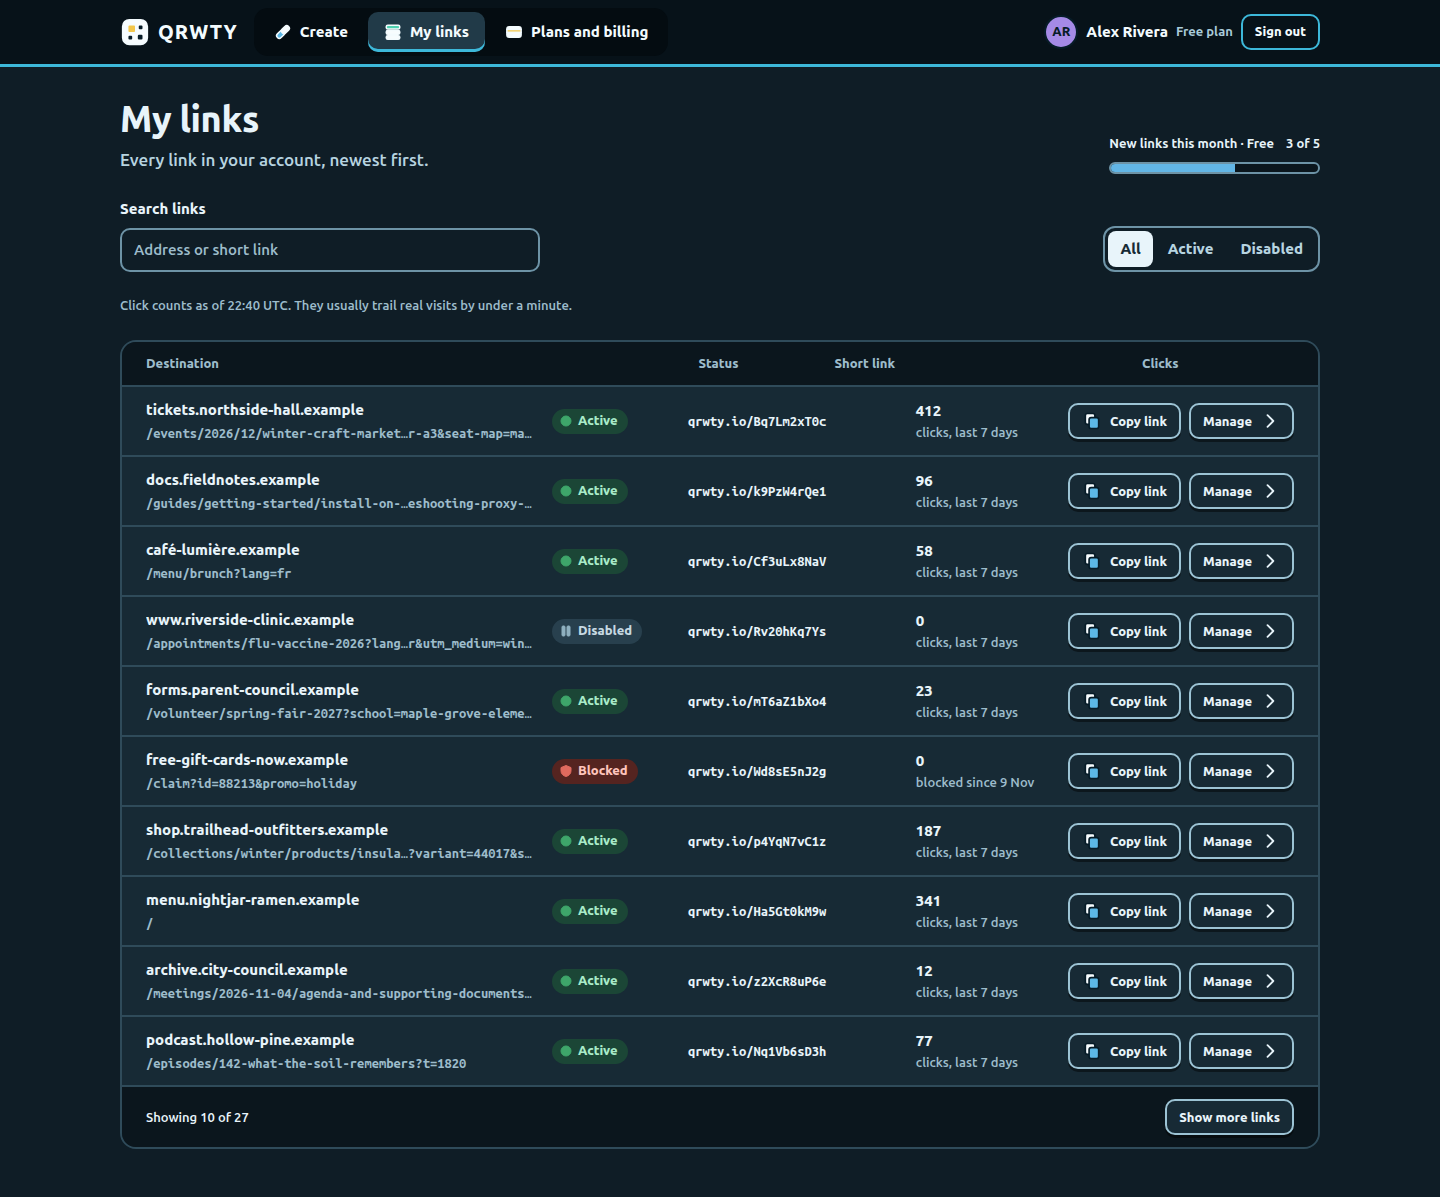 QRWTY
Create
My links
Plans and billing
AR
Alex Rivera
Free plan
Sign out
My links
Every link in your account, newest first.
New links this month · Free 3 of 5
Search links
Address or short link
All
Active
Disabled
Click counts as of 22:40 UTC. They usually trail real visits by under a minute.
Destination Status Short link Clicks
tickets.northside-hall.example
/events/2026/12/winter-craft-market…r-a3&seat-map=ma…
Active
qrwty.io/Bq7Lm2xT0c
412
clicks, last 7 days
Copy link
Manage
docs.fieldnotes.example
/guides/getting-started/install-on-…eshooting-proxy-…
Active
qrwty.io/k9PzW4rQe1
96
clicks, last 7 days
Copy link
Manage
café-lumière.example
/menu/brunch?lang=fr
Active
qrwty.io/Cf3uLx8NaV
58
clicks, last 7 days
Copy link
Manage
www.riverside-clinic.example
/appointments/flu-vaccine-2026?lang…r&utm_medium=win…
Disabled
qrwty.io/Rv20hKq7Ys
0
clicks, last 7 days
Copy link
Manage
forms.parent-council.example
/volunteer/spring-fair-2027?school=maple-grove-eleme…
Active
qrwty.io/mT6aZ1bXo4
23
clicks, last 7 days
Copy link
Manage
free-gift-cards-now.example
/claim?id=88213&promo=holiday
Blocked
qrwty.io/Wd8sE5nJ2g
0
blocked since 9 Nov
Copy link
Manage
shop.trailhead-outfitters.example
/collections/winter/products/insula…?variant=44017&s…
Active
qrwty.io/p4YqN7vC1z
187
clicks, last 7 days
Copy link
Manage
menu.nightjar-ramen.example
/
Active
qrwty.io/Ha5Gt0kM9w
341
clicks, last 7 days
Copy link
Manage
archive.city-council.example
/meetings/2026-11-04/agenda-and-supporting-documents…
Active
qrwty.io/z2XcR8uP6e
12
clicks, last 7 days
Copy link
Manage
podcast.hollow-pine.example
/episodes/142-what-the-soil-remembers?t=1820
Active
qrwty.io/Nq1Vb6sD3h
77
clicks, last 7 days
Copy link
Manage
Showing 10 of 27
Show more links